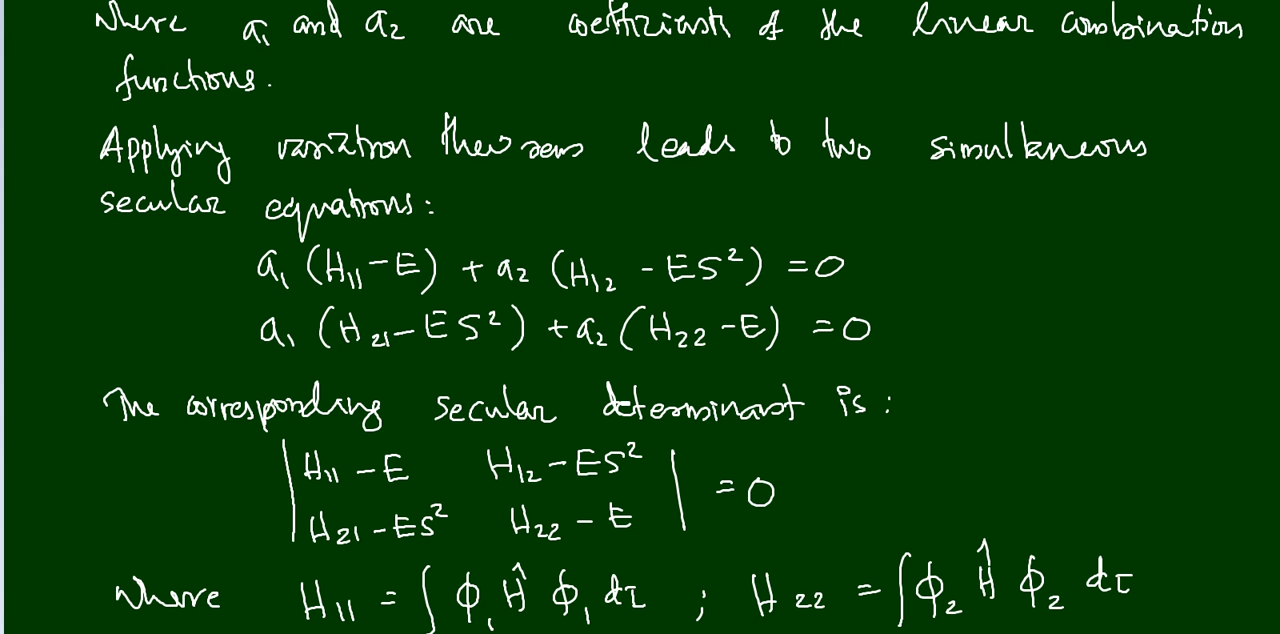 where a₁ and a₂ are coefficients of the linear combination
functions.
Applying variation theorem leads to two simultaneous
secular equations:
a₁ (H₁₁ - E) + a₂ (H₁₂ - ES²) = 0
a₁ (H₂₁ - ES²) + a₂ (H₂₂ - E) = 0
The corresponding secular determinant is:
| H₁₁ - E H₁₂ - ES² |
| H₂₁ - ES² H₂₂ - E | = 0
where H₁₁ = ∫ ϕ₁ Ĥ ϕ₁ dτ ; H₂₂ = ∫ ϕ₂ Ĥ ϕ₂ dτ